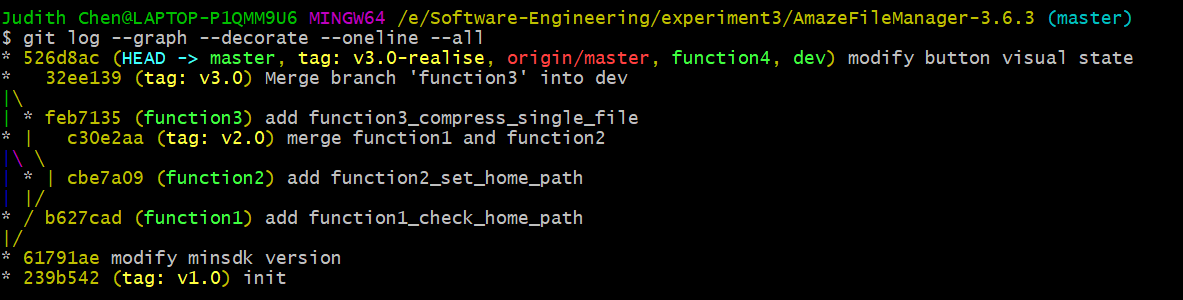 Judith Chen@LAPTOP-P1QMM9U6 MINGW64 /e/Software-Engineering/experiment3/AmazeFileManager-3.6.3 (master)
$ git log --graph --decorate --oneline --all
* 526d8ac (HEAD -> master, tag: v3.0-realise, origin/master, function4, dev) modify button visual state
*   32ee139 (tag: v3.0) Merge branch 'function3' into dev
|\
| * feb7135 (function3) add function3_compress_single_file
* |   c30e2aa (tag: v2.0) merge function1 and function2
|\ \
| * | cbe7a09 (function2) add function2_set_home_path
| |/
* / b627cad (function1) add function1_check_home_path
|/
* 61791ae modify minsdk version
* 239b542 (tag: v1.0) init